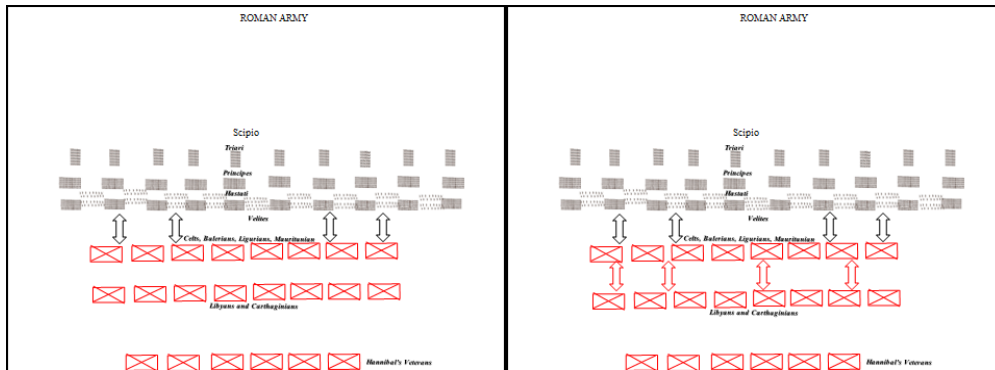 ROMAN ARMY
Scipio
Triari
Principes
Hastati
Velites
Celts, Balerians, Ligurians, Mauritanian
Libyans and Carthaginians
Hannibal's Veterans
ROMAN ARMY
Scipio
Triari
Principes
Hastati
Velites
Celts, Balerians, Ligurians, Mauritanian
Libyans and Carthaginians
Hannibal's Veterans